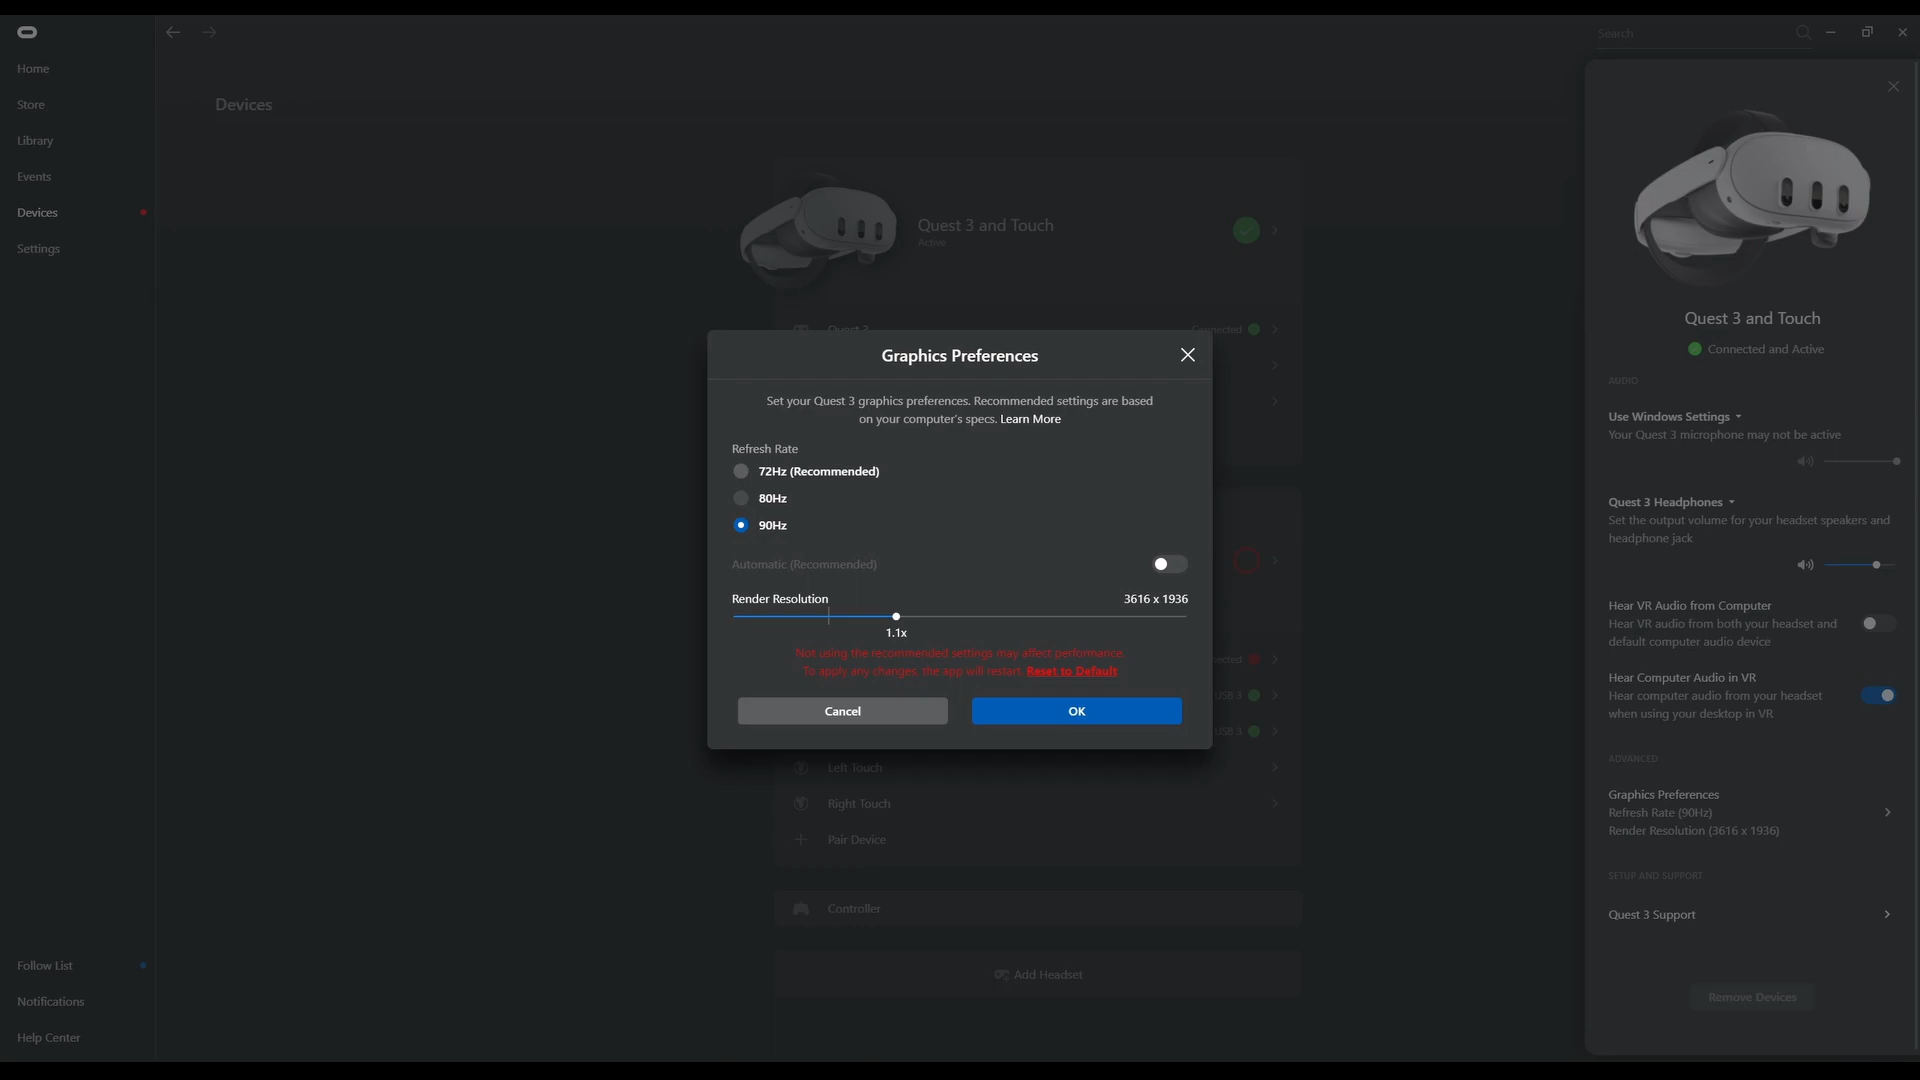 Search
Home
Store
Library
Events
Devices
Settings
Follow List
Notifications
Help Center
Devices
Quest 3 and Touch
Active
Quest 3
Connected
Graphics Preferences
Set your Quest 3 graphics preferences. Recommended settings are based
on your computer's specs. Learn More
Refresh Rate
72Hz (Recommended)
80Hz
90Hz
Automatic (Recommended)
Render Resolution 3616 x 1936
1.1x
Not using the recommended settings may affect performance.
To apply any changes, the app will restart. Reset to Default
Cancel OK
USB 3
USB 3
Left Touch
Right Touch
Pair Device
Controller
Add Headset
Quest 3 and Touch
Connected and Active
AUDIO
Use Windows Settings
Your Quest 3 microphone may not be active
Quest 3 Headphones
Set the output volume for your headset speakers and
headphone jack
Hear VR Audio from Computer
Hear VR audio from both your headset and
default computer audio device
Hear Computer Audio in VR
Hear computer audio from your headset
when using your desktop in VR
ADVANCED
Graphics Preferences
Refresh Rate (90Hz)
Render Resolution (3616 x 1936)
SETUP AND SUPPORT
Quest 3 Support
Remove Devices